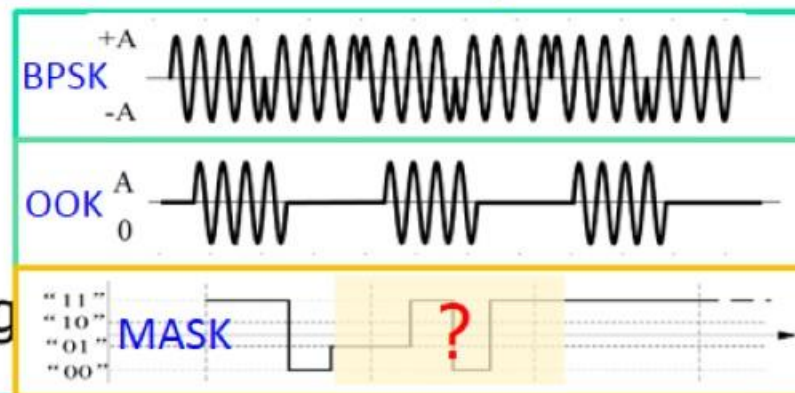 +A
BPSK
-A
A
OOK
0
"11"
"10"
MASK
"01"
"00"
?
g